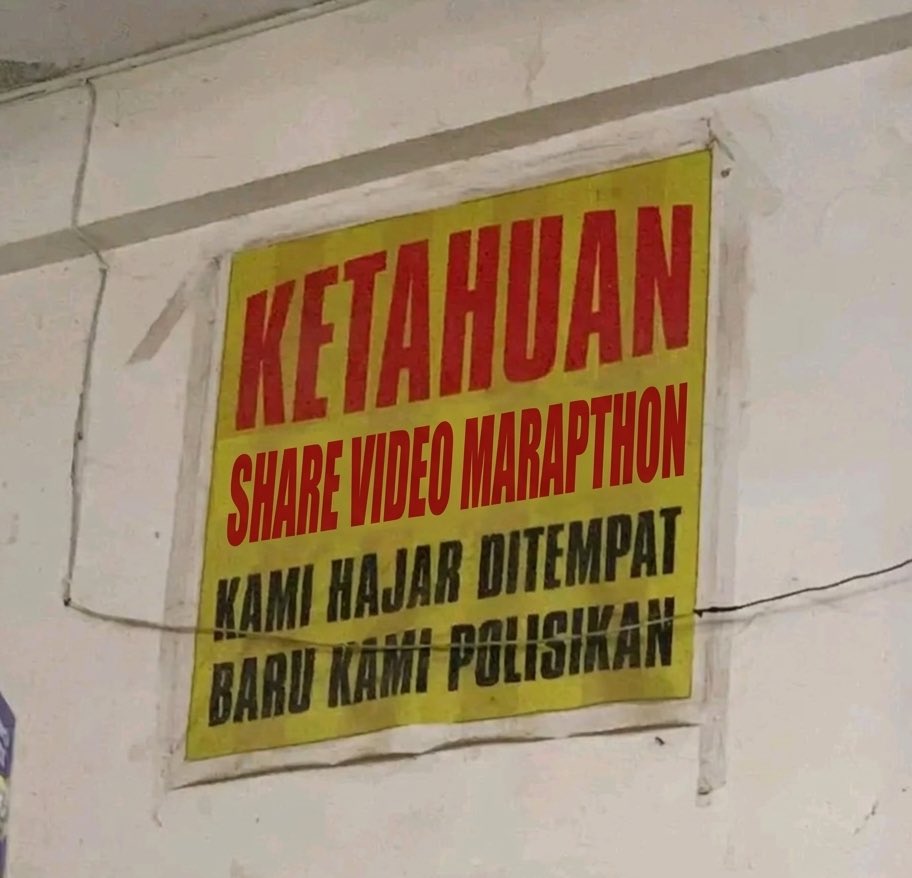 KETAHUAN
SHARE VIDEO MARAPTHON
KAMI HAJAR DITEMPAT
BARU KAMI POLISIKAN